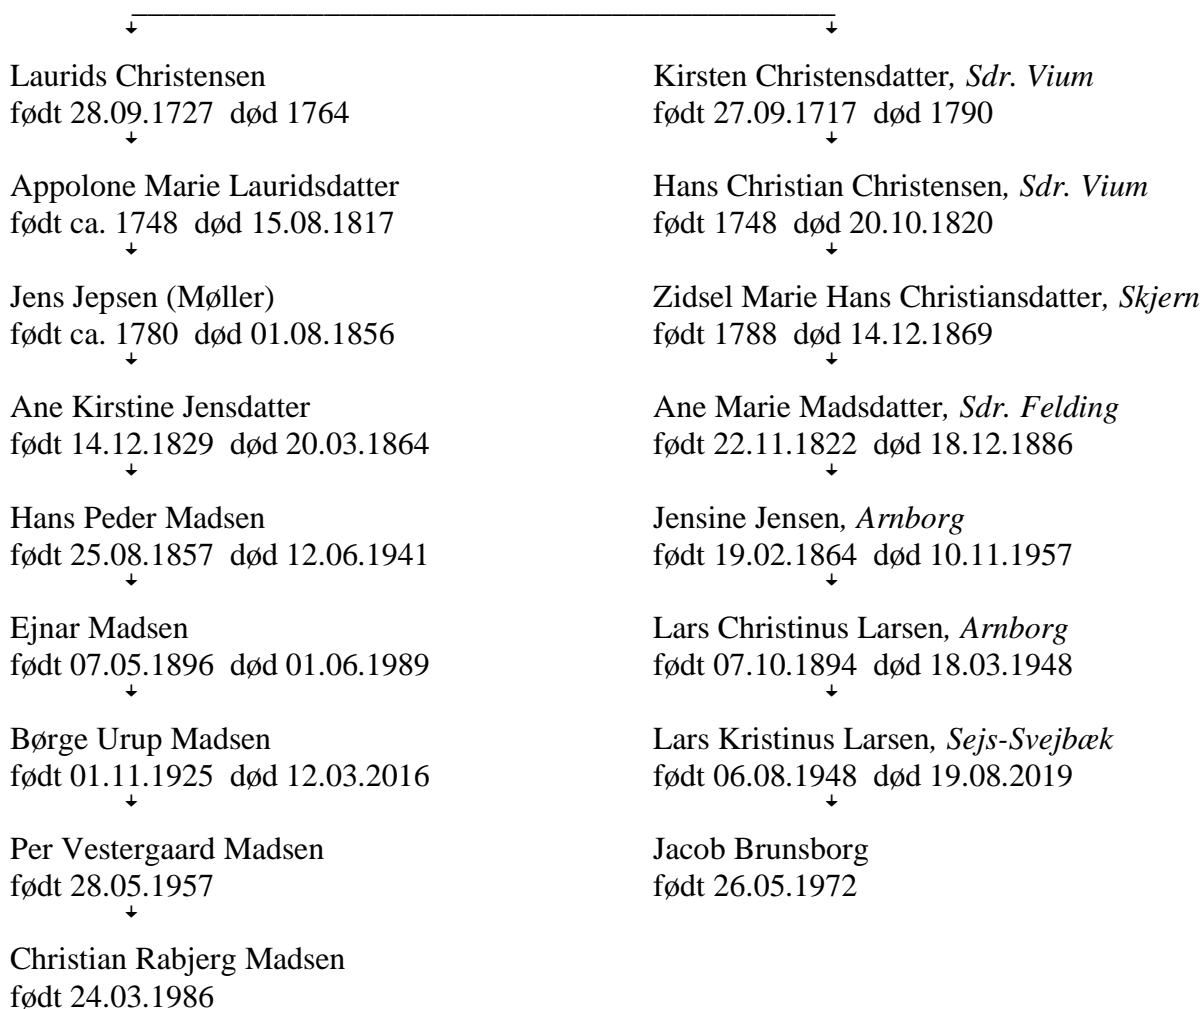 Laurids Christensen
født 28.09.1727 død 1764
Appolone Marie Lauridsdatter
født ca. 1748 død 15.08.1817
Jens Jepsen (Møller)
født ca. 1780 død 01.08.1856
Ane Kirstine Jensdatter
født 14.12.1829 død 20.03.1864
Hans Peder Madsen
født 25.08.1857 død 12.06.1941
Ejnar Madsen
født 07.05.1896 død 01.06.1989
Børge Urup Madsen
født 01.11.1925 død 12.03.2016
Per Vestergaard Madsen
født 28.05.1957
Christian Rabjerg Madsen
født 24.03.1986
Kirsten Christensdatter, Sdr. Vium
født 27.09.1717 død 1790
Hans Christian Christensen, Sdr. Vium
født 1748 død 20.10.1820
Zidsel Marie Hans Christiansdatter, Skjern
født 1788 død 14.12.1869
Ane Marie Madsdatter, Sdr. Felding
født 22.11.1822 død 18.12.1886
Jensine Jensen, Arnborg
født 19.02.1864 død 10.11.1957
Lars Christinus Larsen, Arnborg
født 07.10.1894 død 18.03.1948
Lars Kristinus Larsen, Sejs-Svejbæk
født 06.08.1948 død 19.08.2019
Jacob Brunsborg
født 26.05.1972